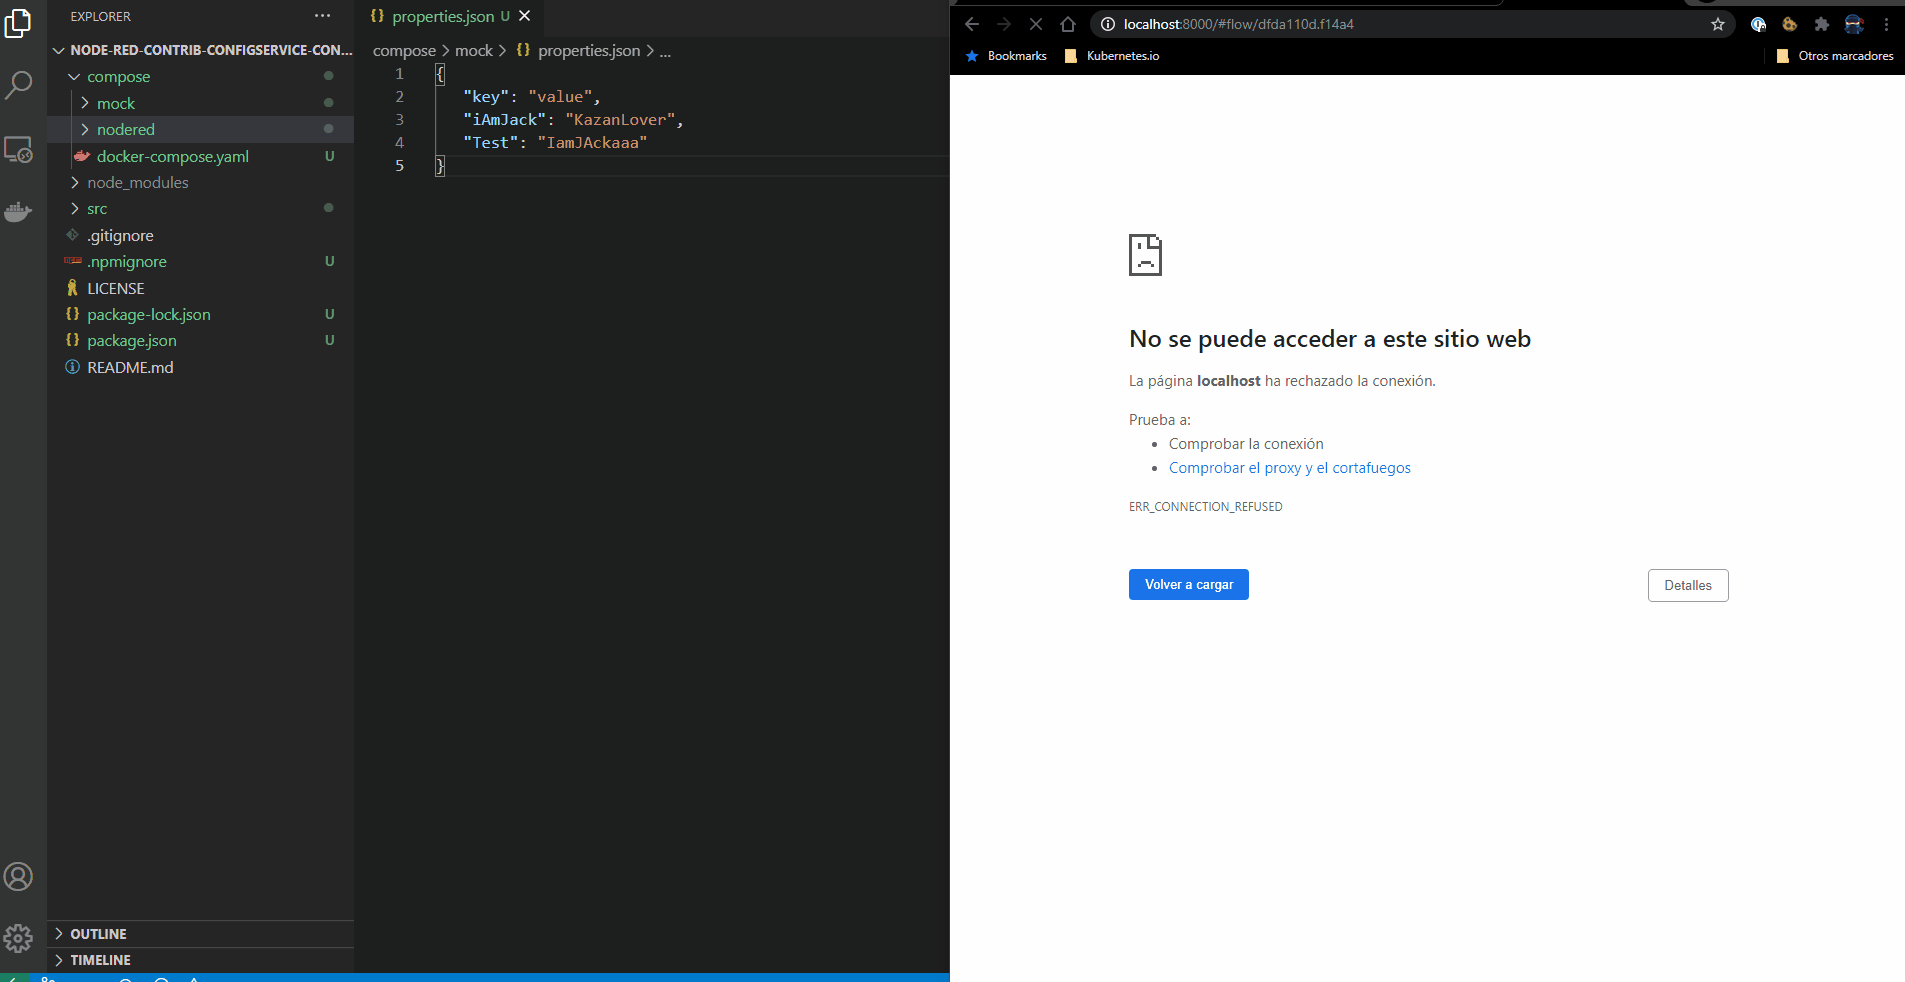 EXPLORER
NODE-RED-CONTRIB-CONFIGSERVICE-CON...
compose
mock
nodered
docker-compose.yaml U
node_modules
src
.gitignore
.npmignore U
LICENSE
package-lock.json U
package.json U
README.md
OUTLINE
TIMELINE
properties.json U
compose > mock > {} properties.json > ...
1 {
2 "key": "value",
3 "iAmJack": "KazanLover",
4 "Test": "IamJAckaaa"
5 }
localhost:8000/#flow/dfda110d.f14a4
Bookmarks
Kubernetes.io
Otros marcadores
No se puede acceder a este sitio web
La página localhost ha rechazado la conexión.
Prueba a:
• Comprobar la conexión
• Comprobar el proxy y el cortafuegos
ERR_CONNECTION_REFUSED
Volver a cargar
Detalles